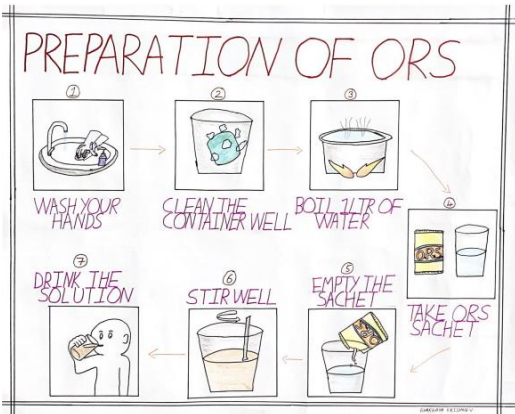 PREPARATION OF ORS
1
WASH YOUR
HANDS
2
CLEAN THE
CONTAINER WELL
3
BOIL 1LTR OF
WATER
4
ORS
TAKE ORS
SACHET
5
EMPTY THE
SACHET
ORS
6
STIR WELL
7
DRINK THE
SOLUTION